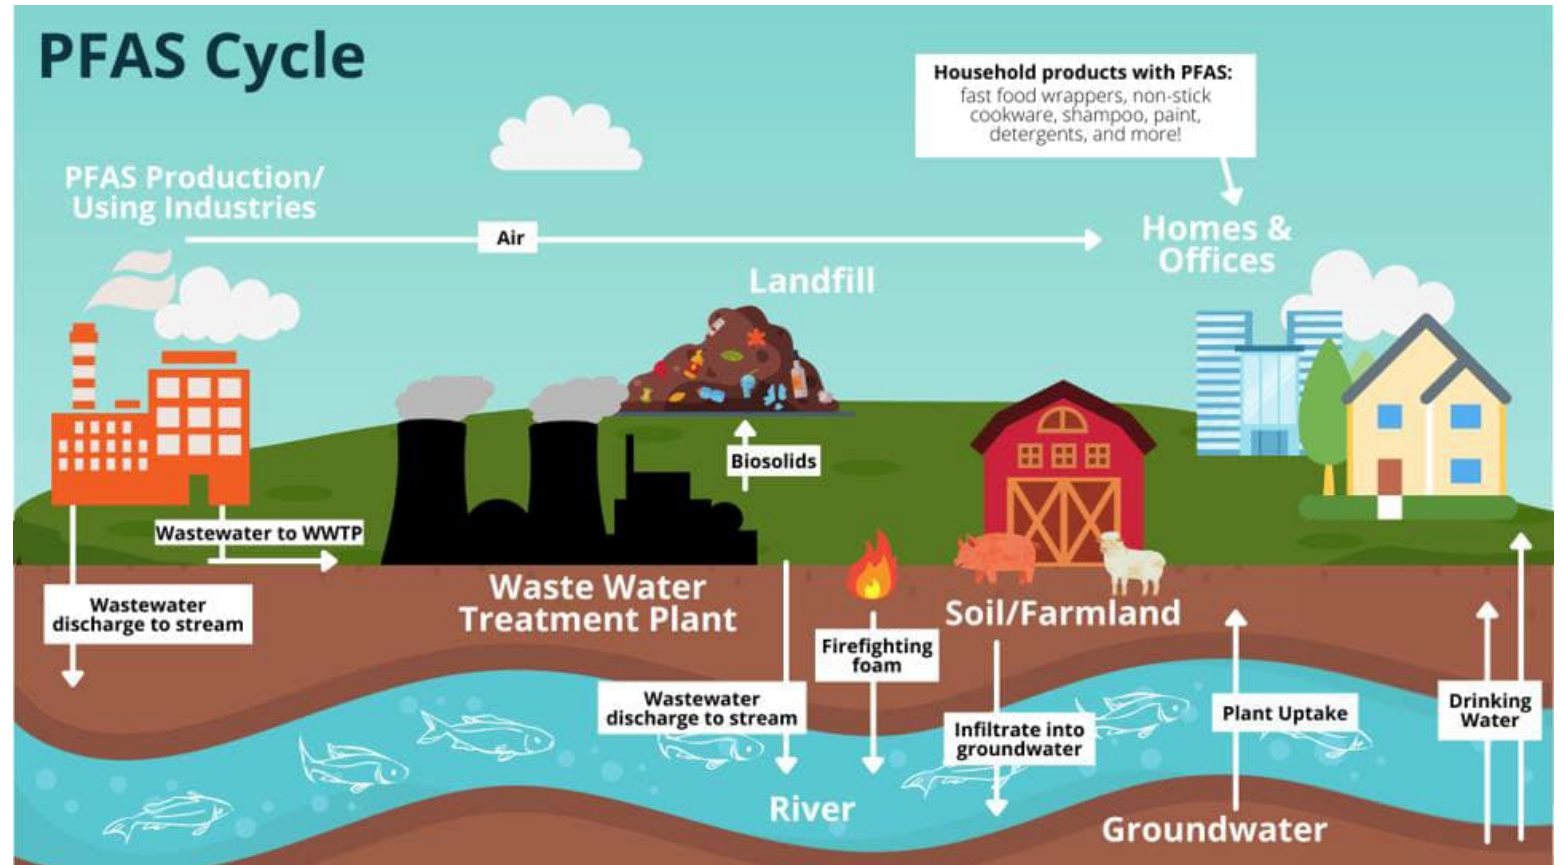 PFAS Cycle
Household products with PFAS:
fast food wrappers, non-stick
cookware, shampoo, paint,
detergents, and more!
PFAS Production/
Using Industries
Air
Homes &
Offices
Landfill
Biosolids
Wastewater to WWTP
Wastewater
discharge to stream
Waste Water
Treatment Plant
Soil/Farmland
Firefighting
foam
Wastewater
discharge to stream
Infiltrate into
groundwater
Plant Uptake
Drinking
Water
River
Groundwater